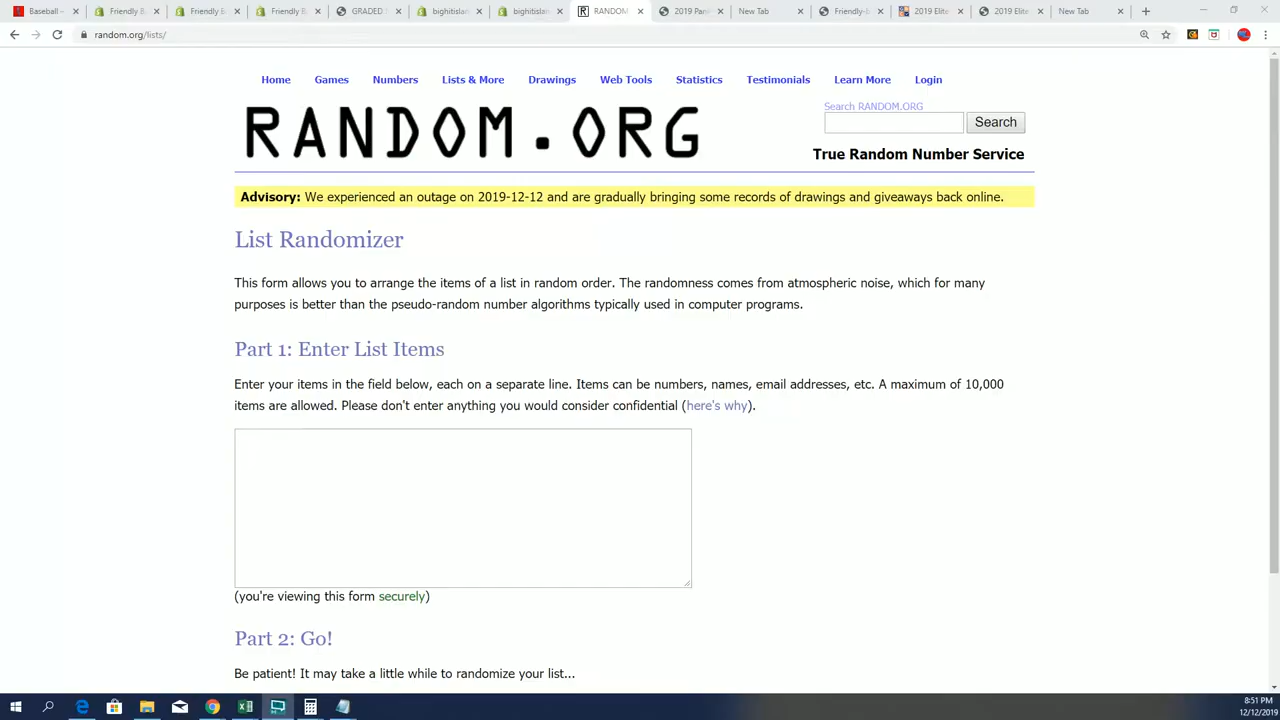 Baseball –
Friendly B
Friendly B
Friendly B
GRADED S
bighitislan
bighitislan
RANDOM
2019 Pani
New Tab
Friendly-b
2019 Elite
2019 Elite
New Tab
random.org/lists/
Home Games Numbers Lists & More Drawings Web Tools Statistics Testimonials Learn More Login
RANDOM.ORG
Search RANDOM.ORG
Search
True Random Number Service
Advisory: We experienced an outage on 2019-12-12 and are gradually bringing some records of drawings and giveaways back online.
List Randomizer
This form allows you to arrange the items of a list in random order. The randomness comes from atmospheric noise, which for many
purposes is better than the pseudo-random number algorithms typically used in computer programs.
Part 1: Enter List Items
Enter your items in the field below, each on a separate line. Items can be numbers, names, email addresses, etc. A maximum of 10,000
items are allowed. Please don't enter anything you would consider confidential (here's why).
(you're viewing this form securely)
Part 2: Go!
Be patient! It may take a little while to randomize your list...
8:51 PM
12/12/2019